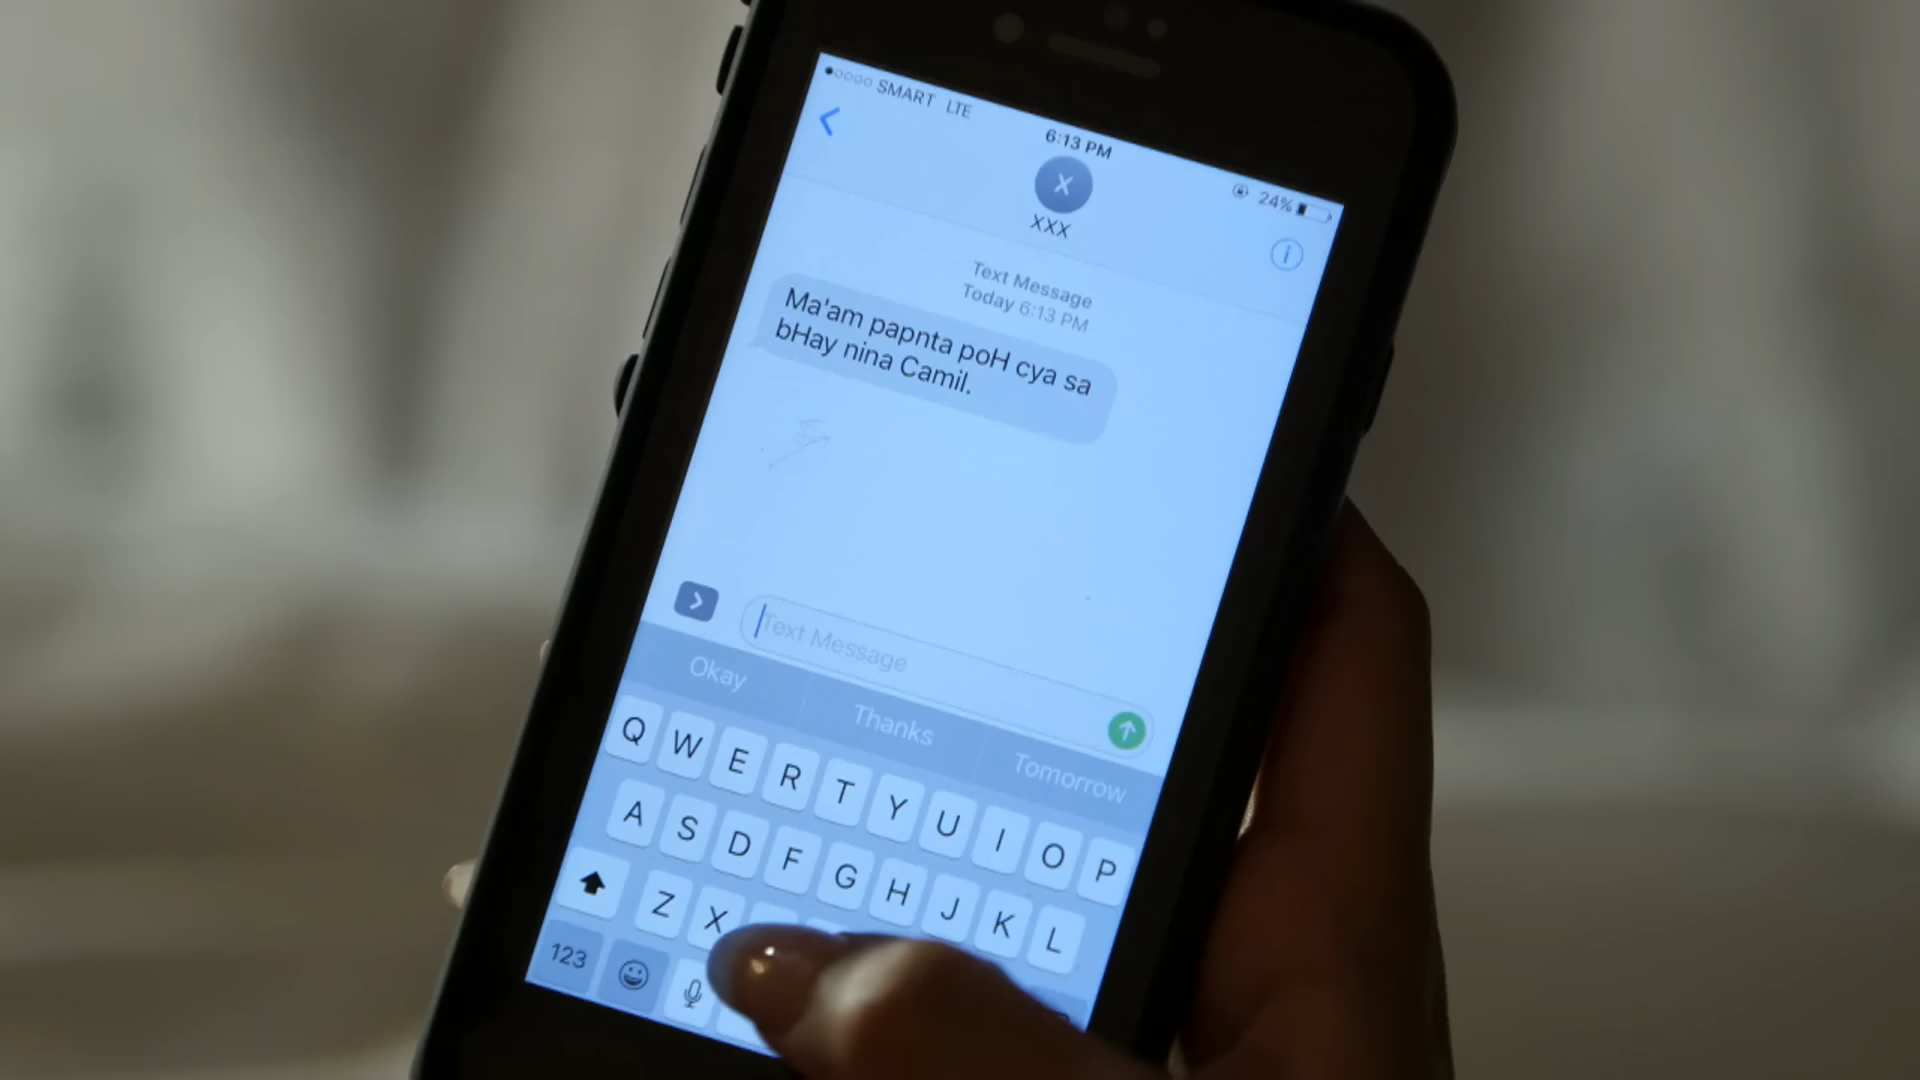 SMART LTE
6:13 PM
24%
X
XXX
Text Message
Today 6:13 PM
Ma'am papnta poH cya sa
bHay nina Camil.
Text Message
Okay Thanks Tomorrow
Q W E R T Y U I O P
A S D F G H J K L
Z X
123